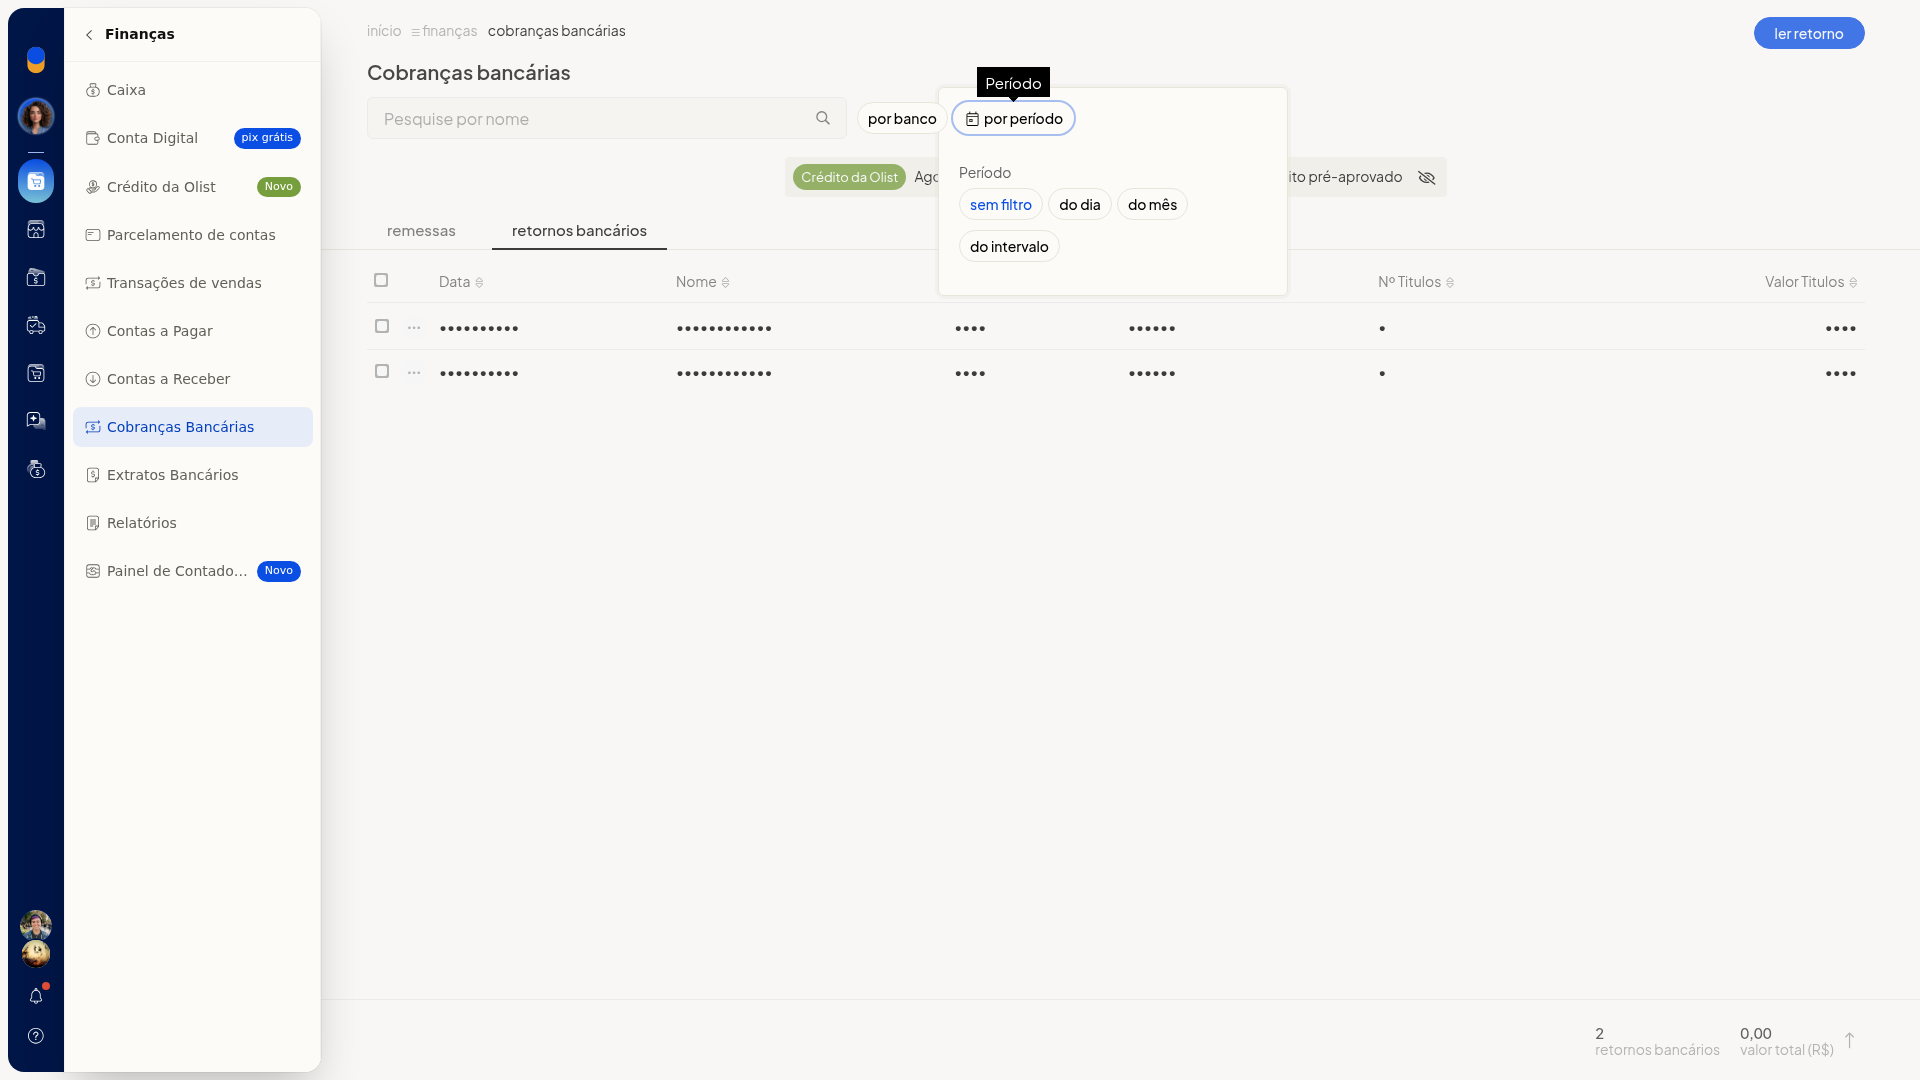 Finanças
Caixa
Conta Digital
pix grátis
Crédito da Olist
Novo
Parcelamento de contas
Transações de vendas
Contas a Pagar
Contas a Receber
Cobranças Bancárias
Extratos Bancários
Relatórios
Painel de Contado...
Novo
início
finanças
cobranças bancárias
ler retorno
Cobranças bancárias
Pesquise por nome
por banco
Período
por período
Período
sem filtro
do dia
do mês
do intervalo
Crédito da Olist
Ago
ito pré-aprovado
remessas
retornos bancários
Data
Nome
Nº Titulos
Valor Titulos
•••••••••• •••••••••••• •••• •••••• • ••••
•••••••••• •••••••••••• •••• •••••• • ••••
2
retornos bancários
0,00
valor total (R$)